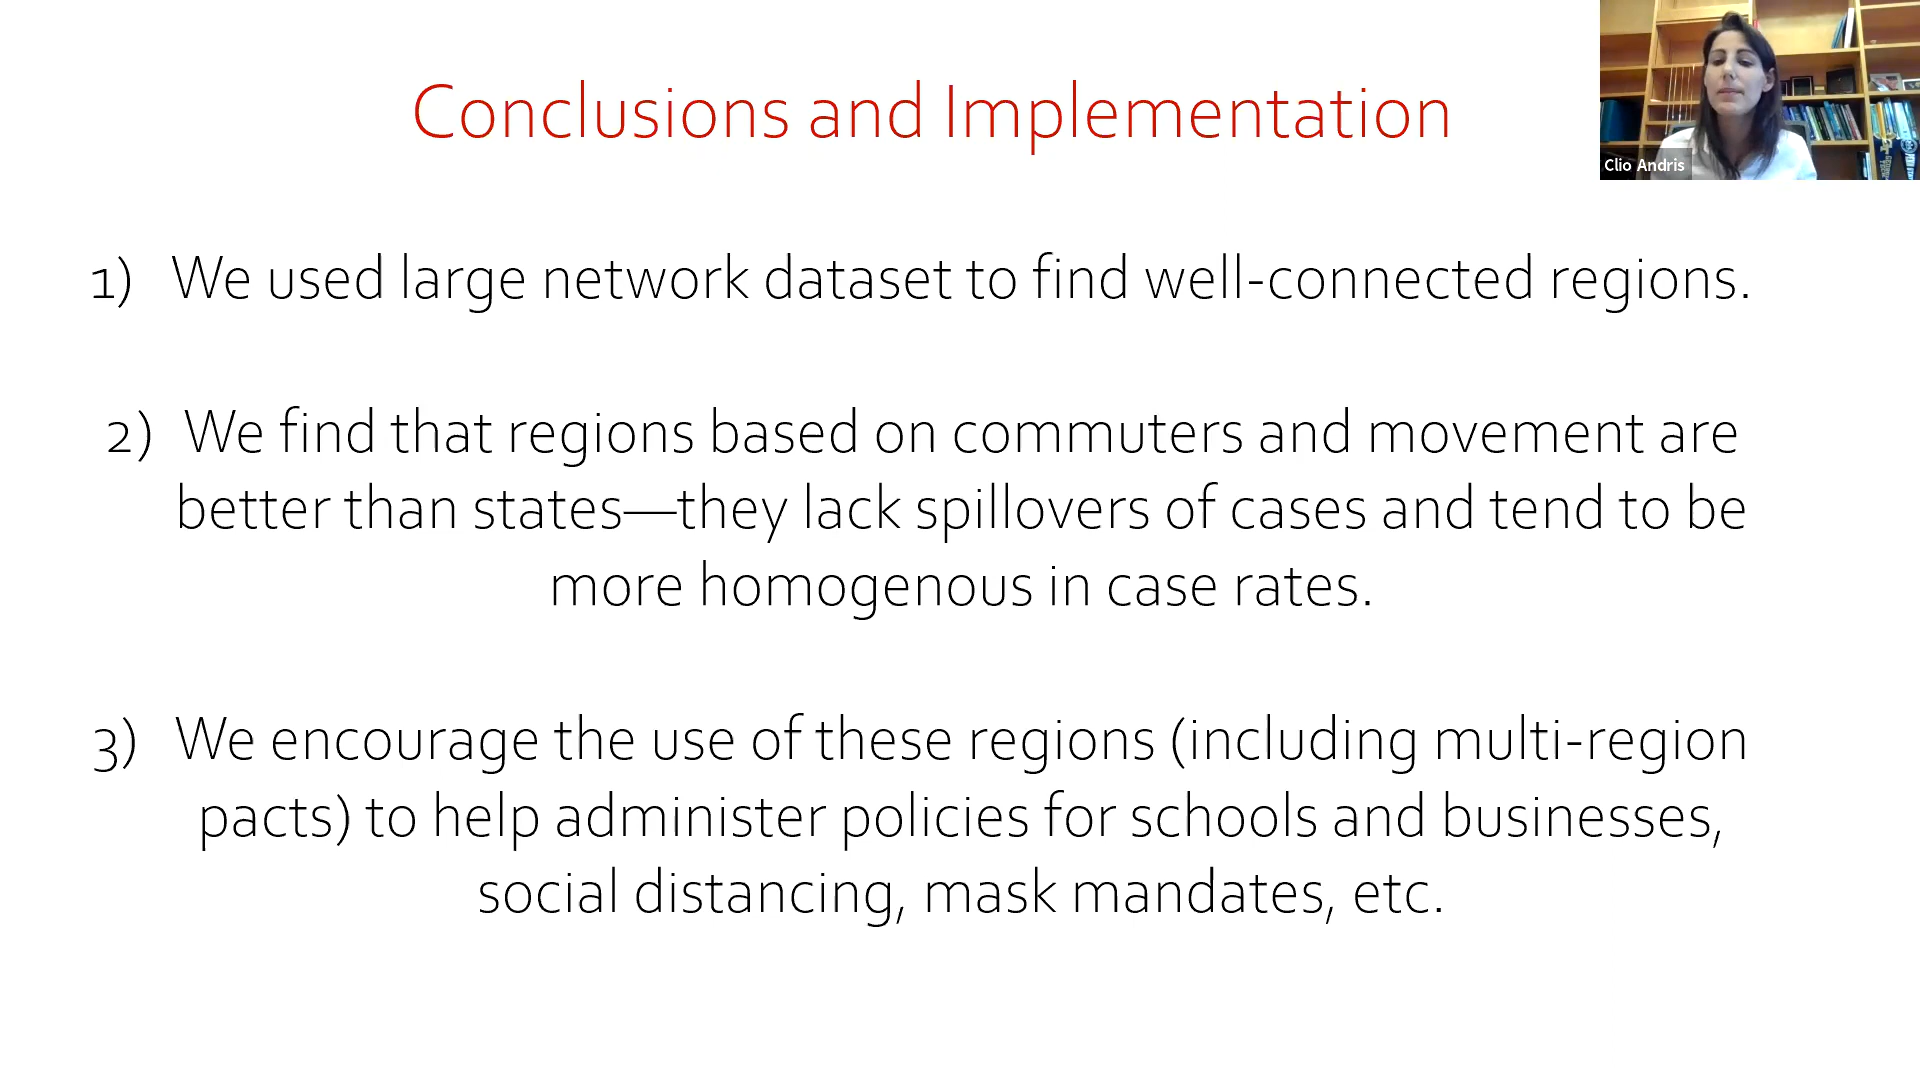 Conclusions and Implementation
Clio Andris
1) We used large network dataset to find well-connected regions.
2) We find that regions based on commuters and movement are
better than states—they lack spillovers of cases and tend to be
more homogenous in case rates.
3) We encourage the use of these regions (including multi-region
pacts) to help administer policies for schools and businesses,
social distancing, mask mandates, etc.